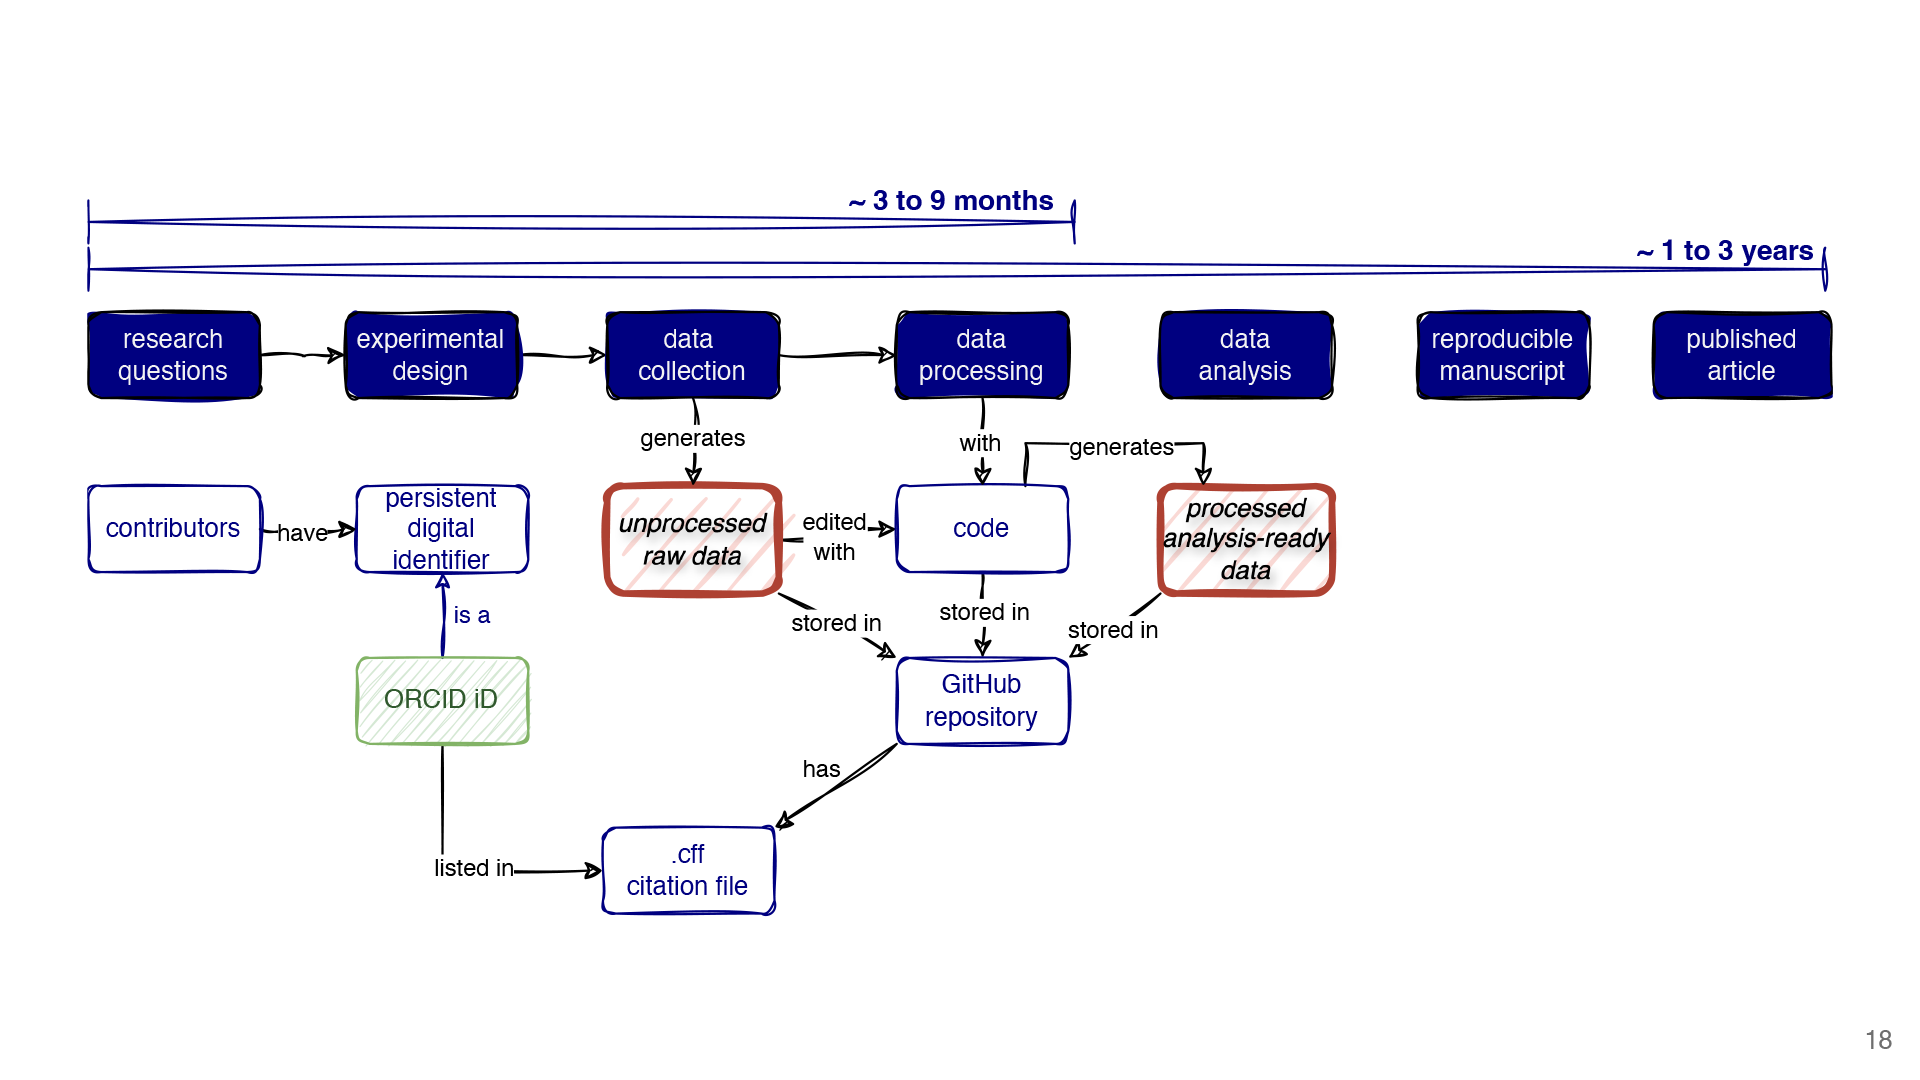 ~ 3 to 9 months
~ 1 to 3 years
research
questions
experimental
design
data
collection
data
processing
data
analysis
reproducible
manuscript
published
article
generates
with
generates
contributors
have
persistent
digital
identifier
unprocessed
raw data
edited
with
code
processed
analysis-ready
data
is a
stored in
stored in
stored in
ORCID iD
GitHub
repository
has
listed in
.cff
citation file
18